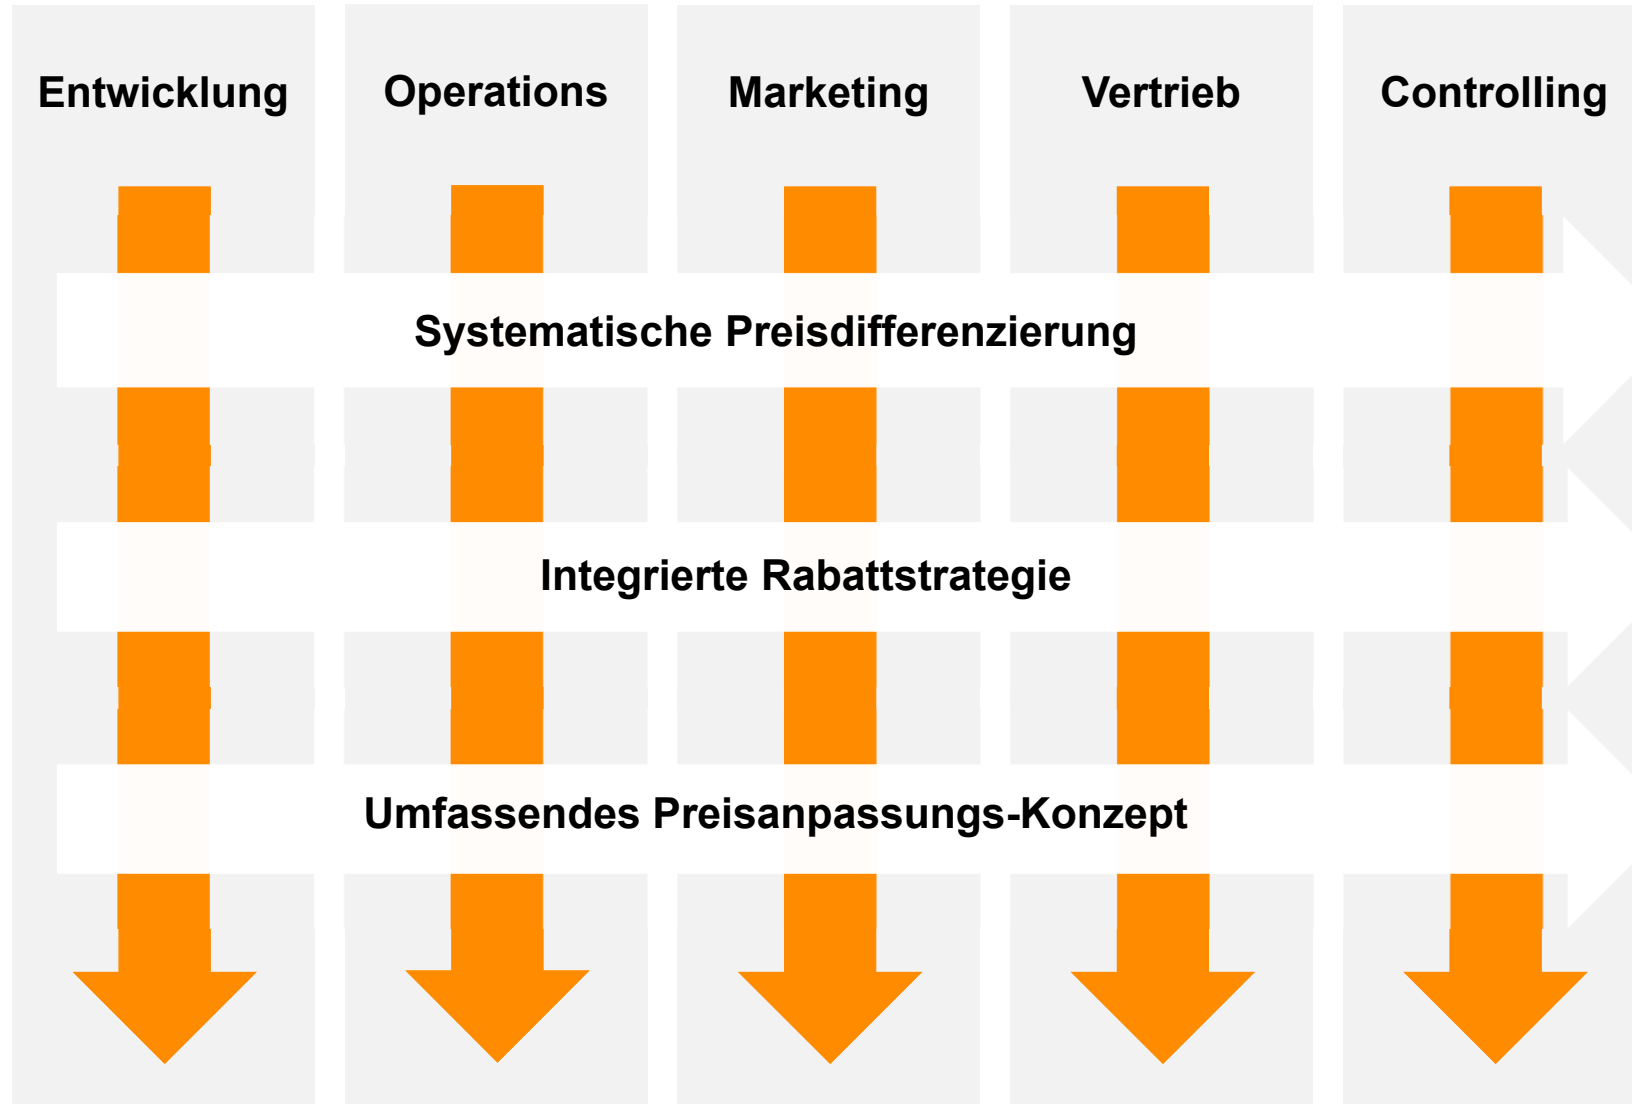 Entwicklung
Operations
Marketing
Vertrieb
Controlling
Systematische Preisdifferenzierung
Integrierte Rabattstrategie
Umfassendes Preisanpassungs-Konzept